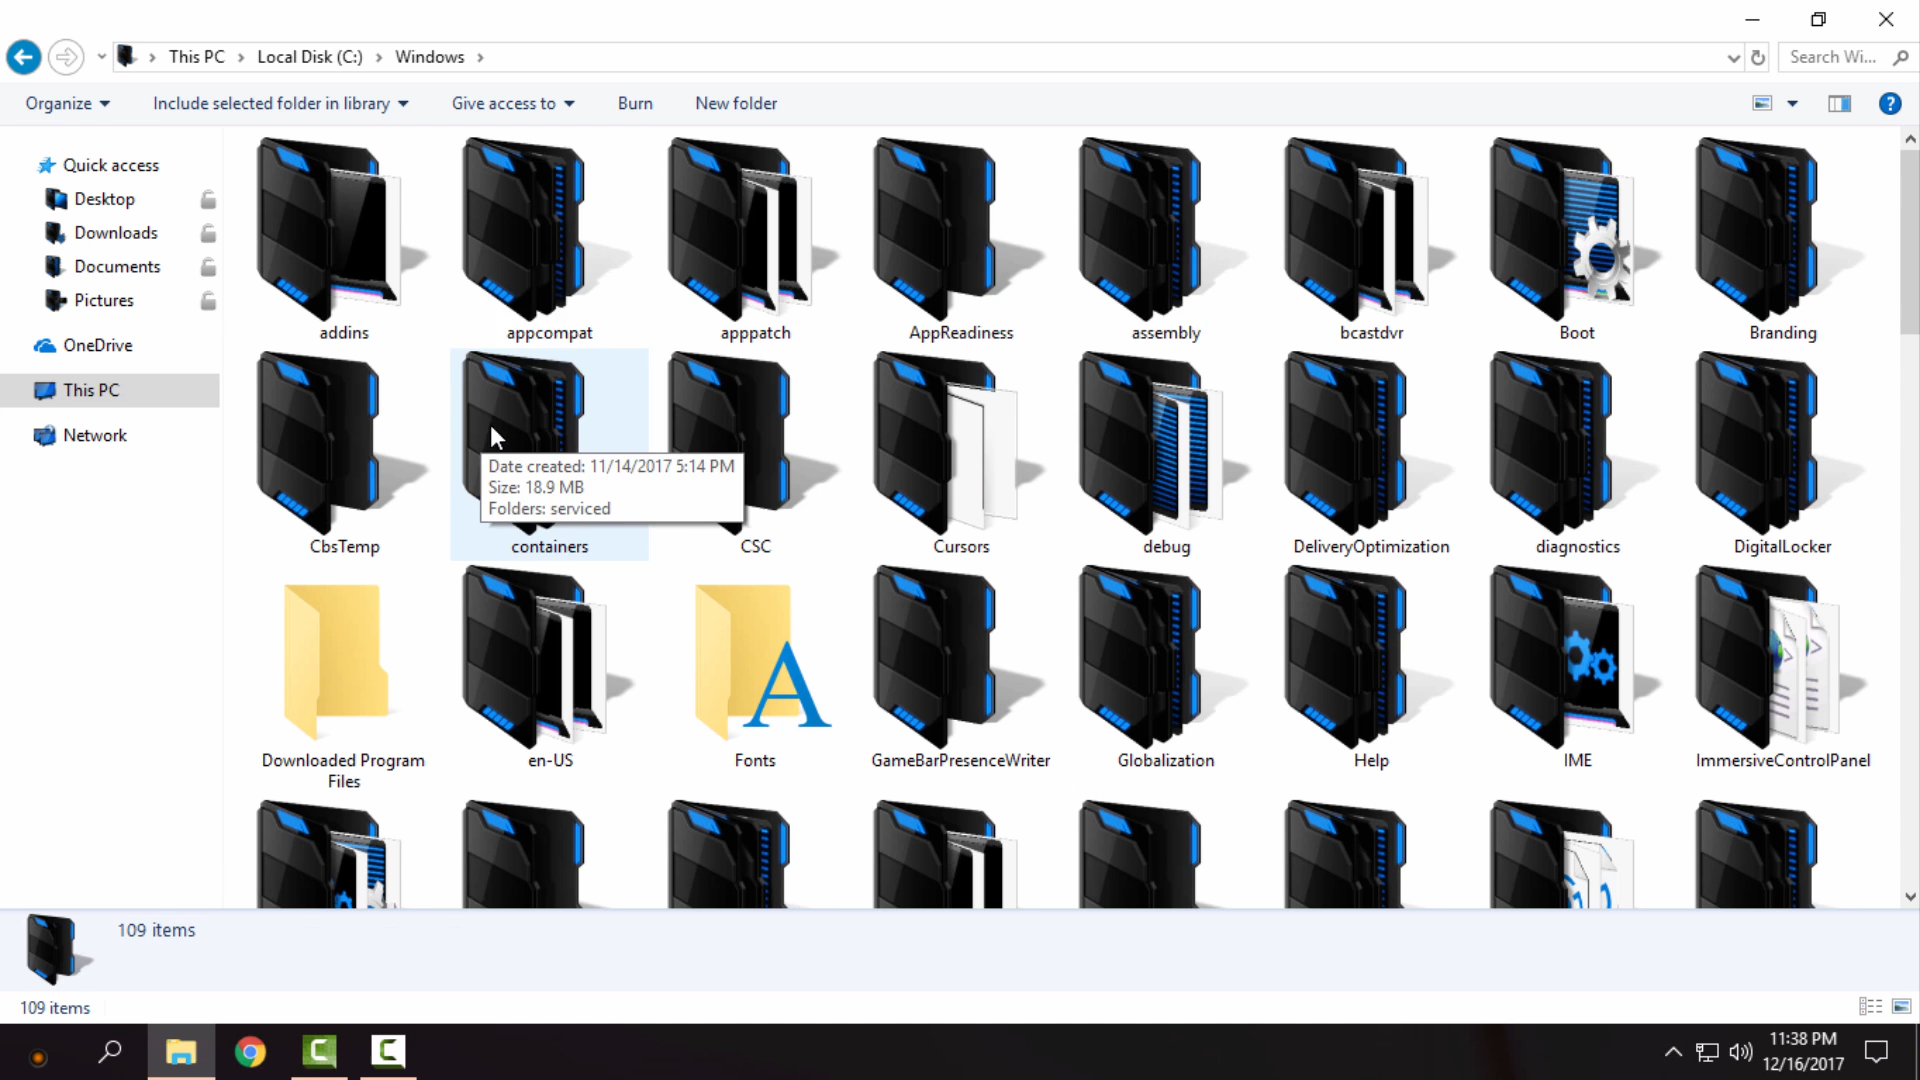 This PC
Local Disk (C:)
Windows
Search Wi...
Organize
Include selected folder in library
Give access to
Burn
New folder
Quick access
Desktop
Downloads
Documents
Pictures
OneDrive
This PC
Network
addins
appcompat
apppatch
AppReadiness
assembly
bcastdvr
Boot
Branding
Date created: 11/14/2017 5:14 PM
Size: 18.9 MB
Folders: serviced
CbsTemp
containers
CSC
Cursors
debug
DeliveryOptimization
diagnostics
DigitalLocker
Downloaded Program
Files
en-US
Fonts
GameBarPresenceWriter
Globalization
Help
IME
ImmersiveControlPanel
109 items
109 items
11:38 PM
12/16/2017